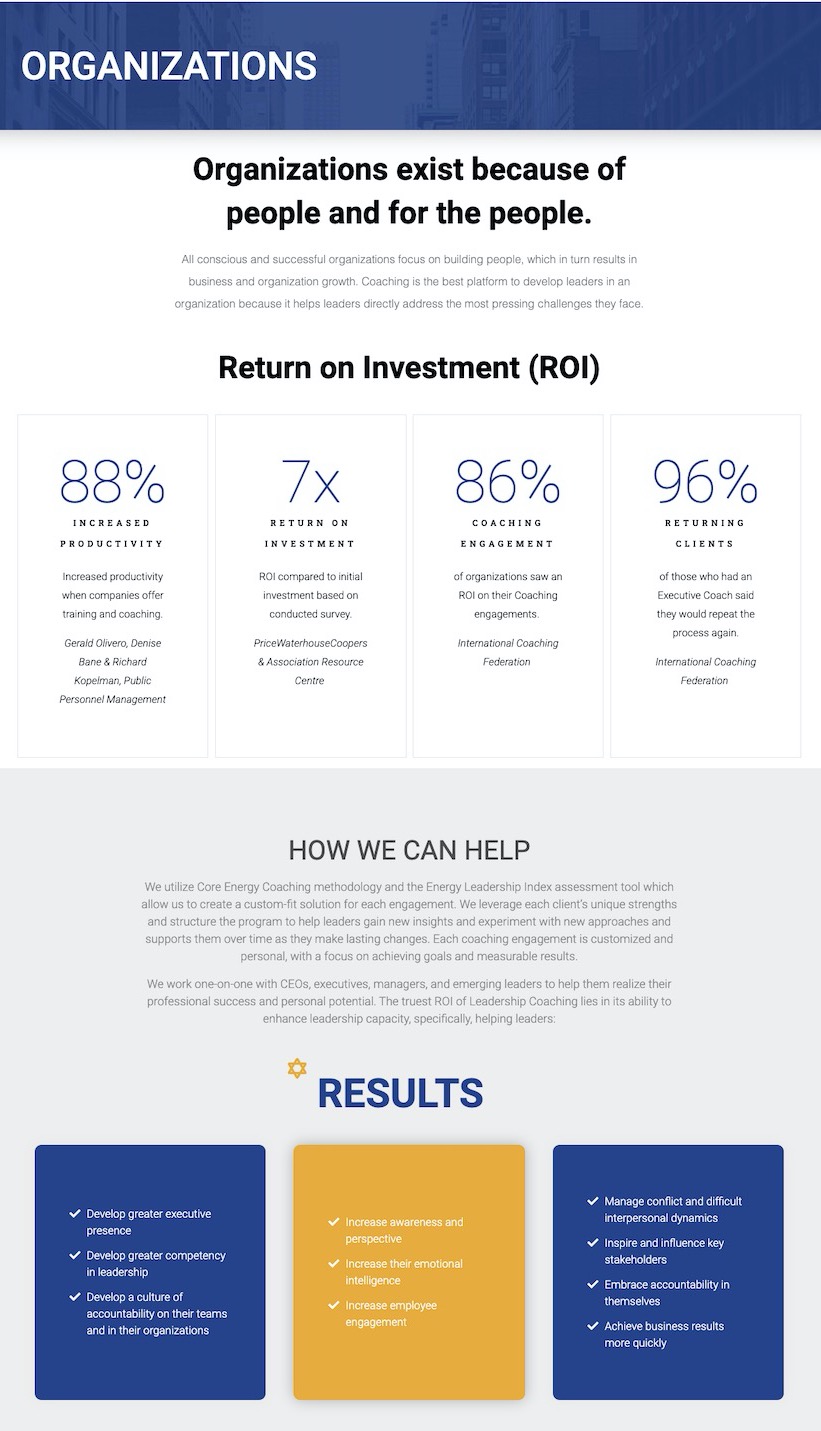 ORGANIZATIONS
Organizations exist because of
people and for the people.
All conscious and successful organizations focus on building people, which in turn results in
business and organization growth. Coaching is the best platform to develop leaders in an
organization because it helps leaders directly address the most pressing challenges they face.
Return on Investment (ROI)
88%
INCREASED
PRODUCTIVITY
Increased productivity
when companies offer
training and coaching.
Gerald Olivero, Denise
Bane & Richard
Kopelman, Public
Personnel Management
7x
RETURN ON
INVESTMENT
ROI compared to initial
investment based on
conducted survey.
PriceWaterhouseCoopers
& Association Resource
Centre
86%
COACHING
ENGAGEMENT
of organizations saw an
ROI on their Coaching
engagements.
International Coaching
Federation
96%
RETURNING
CLIENTS
of those who had an
Executive Coach said
they would repeat the
process again.
International Coaching
Federation
HOW WE CAN HELP
We utilize Core Energy Coaching methodology and the Energy Leadership Index assessment tool which
allow us to create a custom-fit solution for each engagement. We leverage each client's unique strengths
and structure the program to help leaders gain new insights and experiment with new approaches and
supports them over time as they make lasting changes. Each coaching engagement is customized and
personal, with a focus on achieving goals and measurable results.
We work one-on-one with CEOs, executives, managers, and emerging leaders to help them realize their
professional success and personal potential. The truest ROI of Leadership Coaching lies in its ability to
enhance leadership capacity, specifically, helping leaders:
RESULTS
Develop greater executive
presence
Develop greater competency
in leadership
Develop a culture of
accountability on their teams
and in their organizations
Increase awareness and
perspective
Increase their emotional
intelligence
Increase employee
engagement
Manage conflict and difficult
interpersonal dynamics
Inspire and influence key
stakeholders
Embrace accountability in
themselves
Achieve business results
more quickly